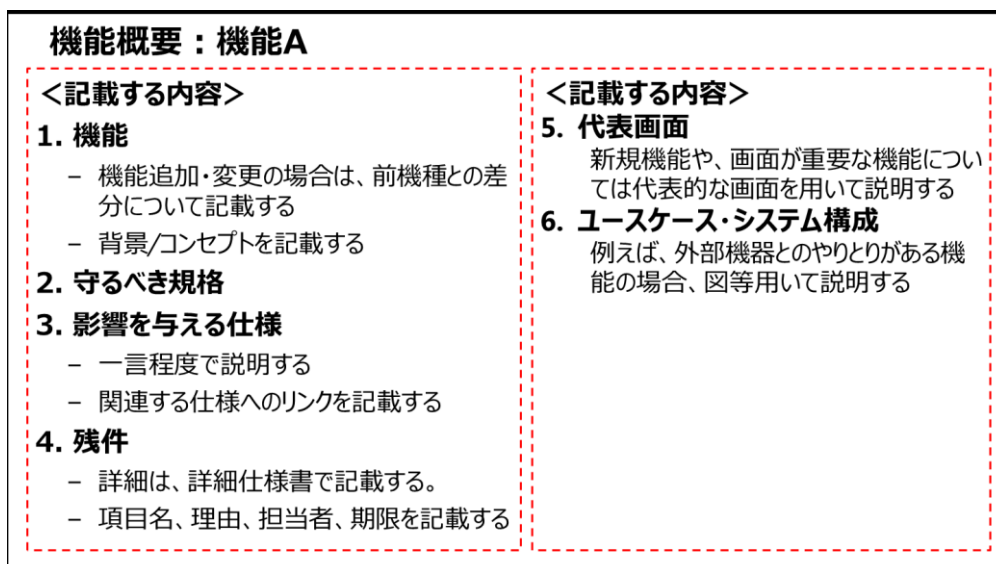 機能概要：機能A
＜記載する内容＞
1. 機能
– 機能追加・変更の場合は、前機種との差
分について記載する
– 背景/コンセプトを記載する
2. 守るべき規格
3. 影響を与える仕様
– 一言程度で説明する
– 関連する仕様へのリンクを記載する
4. 残件
– 詳細は、詳細仕様書で記載する。
– 項目名、理由、担当者、期限を記載する
＜記載する内容＞
5. 代表画面
新規機能や、画面が重要な機能につい
ては代表的な画面を用いて説明する
6. ユースケース・システム構成
例えば、外部機器とのやりとりがある機
能の場合、図等用いて説明する